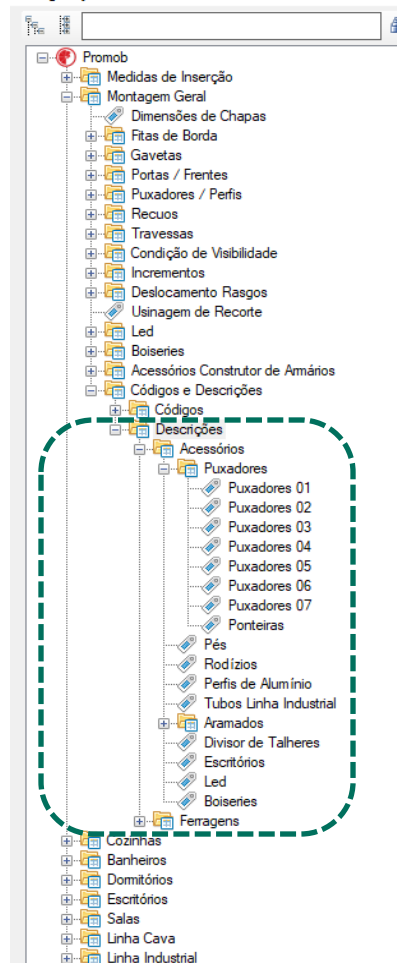 Promob
Medidas de Inserção
Montagem Geral
Dimensões de Chapas
Fitas de Borda
Gavetas
Portas / Frentes
Puxadores / Perfis
Recuos
Travessas
Condição de Visibilidade
Incrementos
Deslocamento Rasgos
Usinagem de Recorte
Led
Boiseries
Acessórios Construtor de Armários
Códigos e Descrições
Códigos
Descrições
Acessórios
Puxadores
Puxadores 01
Puxadores 02
Puxadores 03
Puxadores 04
Puxadores 05
Puxadores 06
Puxadores 07
Ponteiras
Pés
Rodízios
Perfis de Alumínio
Tubos Linha Industrial
Aramados
Divisor de Talheres
Escritórios
Led
Boiseries
Ferragens
Cozinhas
Banheiros
Dormitórios
Escritórios
Salas
Linha Cava
Linha Industrial